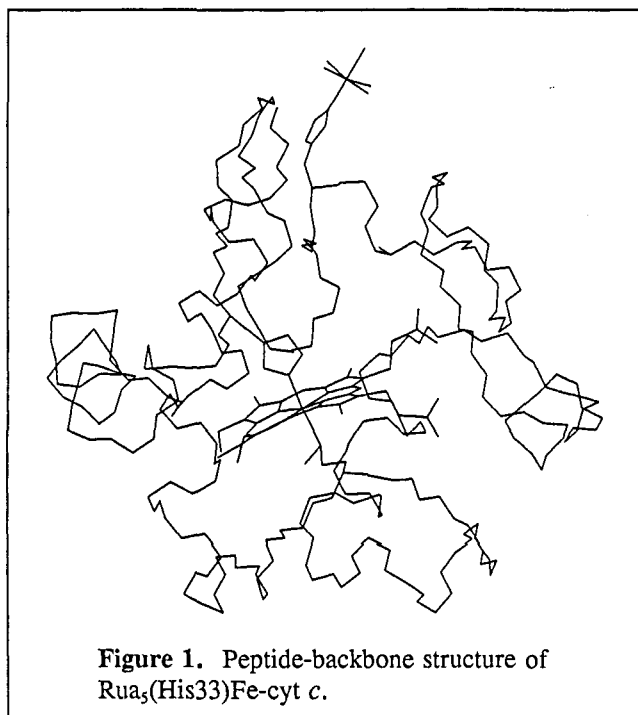 Figure 1. Peptide-backbone structure of
Rua₅(His33)Fe-cyt c.